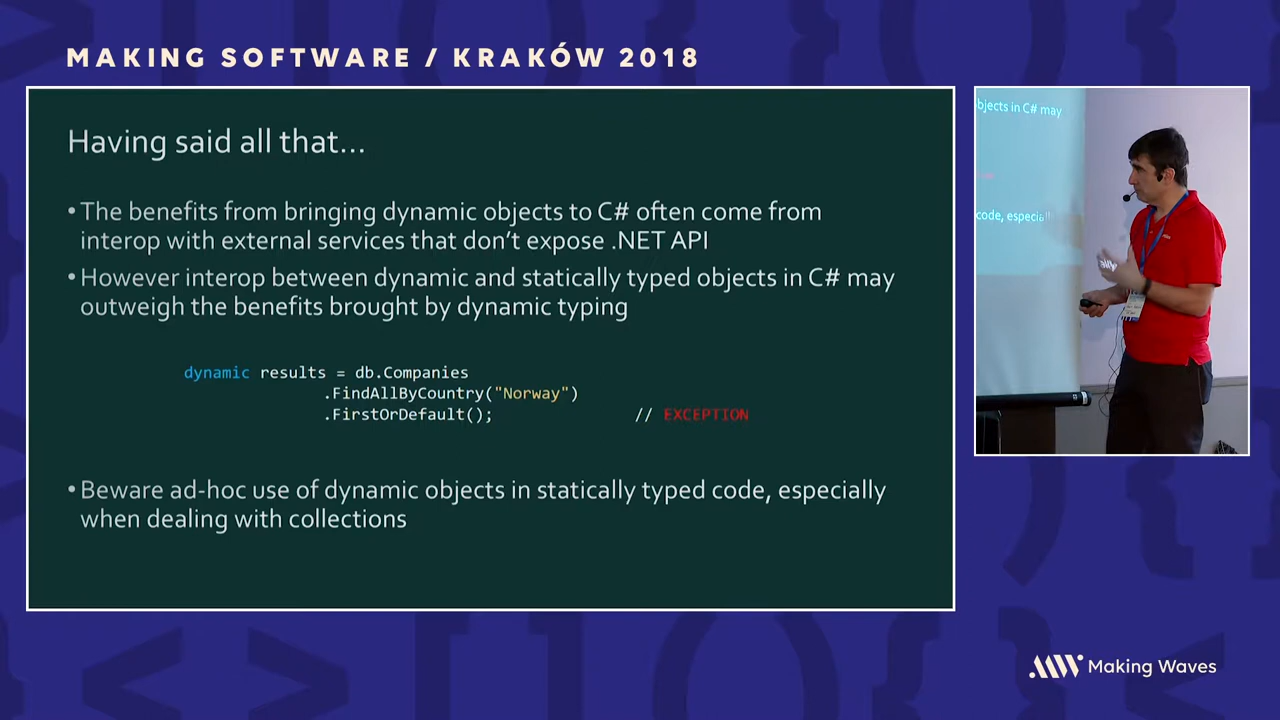 MAKING SOFTWARE / KRAKÓW 2018
Having said all that...
• The benefits from bringing dynamic objects to C# often come from
interop with external services that don't expose .NET API
• However interop between dynamic and statically typed objects in C# may
outweigh the benefits brought by dynamic typing
dynamic results = db.Companies
.FindAllByCountry("Norway")
.FirstOrDefault(); // EXCEPTION
• Beware ad-hoc use of dynamic objects in statically typed code, especially
when dealing with collections
objects in C# may
code, especiall
Making Waves